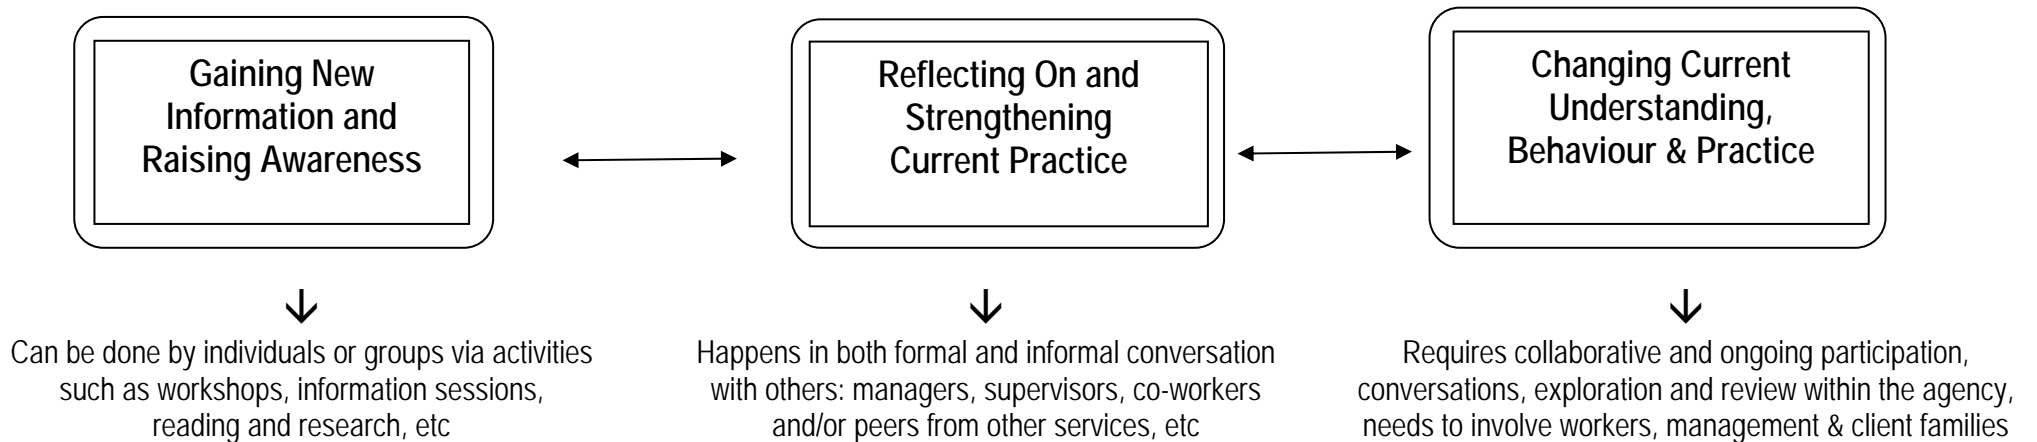 Gaining New
Information and
Raising Awareness
Reflecting On and
Strengthening
Current Practice
Changing Current
Understanding,
Behaviour & Practice
Can be done by individuals or groups via activities
such as workshops, information sessions,
reading and research, etc
Happens in both formal and informal conversation
with others: managers, supervisors, co-workers
and/or peers from other services, etc
Requires collaborative and ongoing participation,
conversations, exploration and review within the agency,
needs to involve workers, management & client families